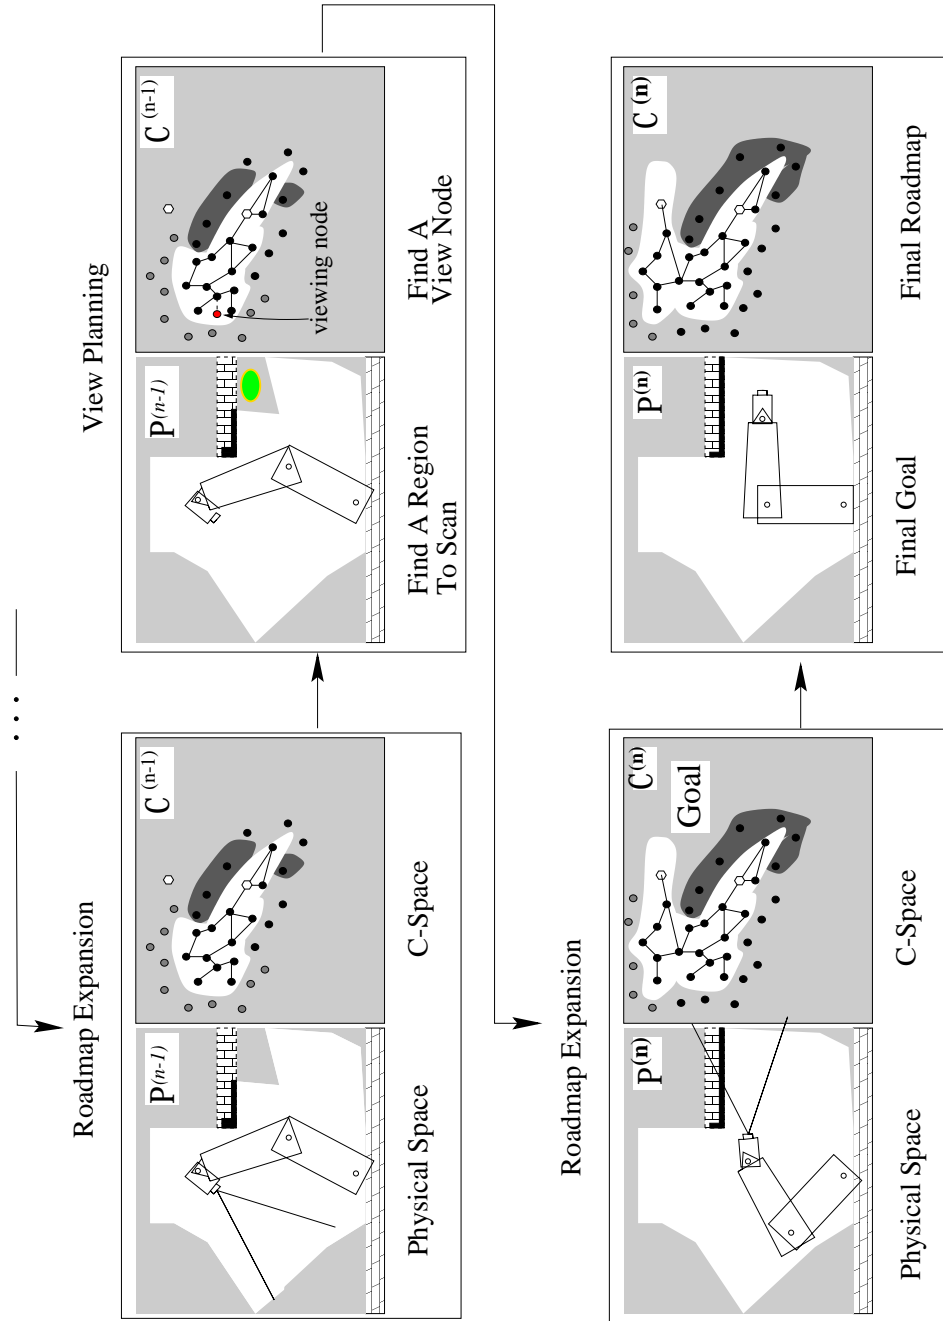 . . .
Roadmap Expansion
P(n-1)
C(n-1)
Physical Space
C-Space
View Planning
P(n-1)
C(n-1)
viewing node
Find A Region
To Scan
Find A
View Node
Roadmap Expansion
P(n)
C(n)
Goal
Physical Space
C-Space
P(n)
C(n)
Final Goal
Final Roadmap